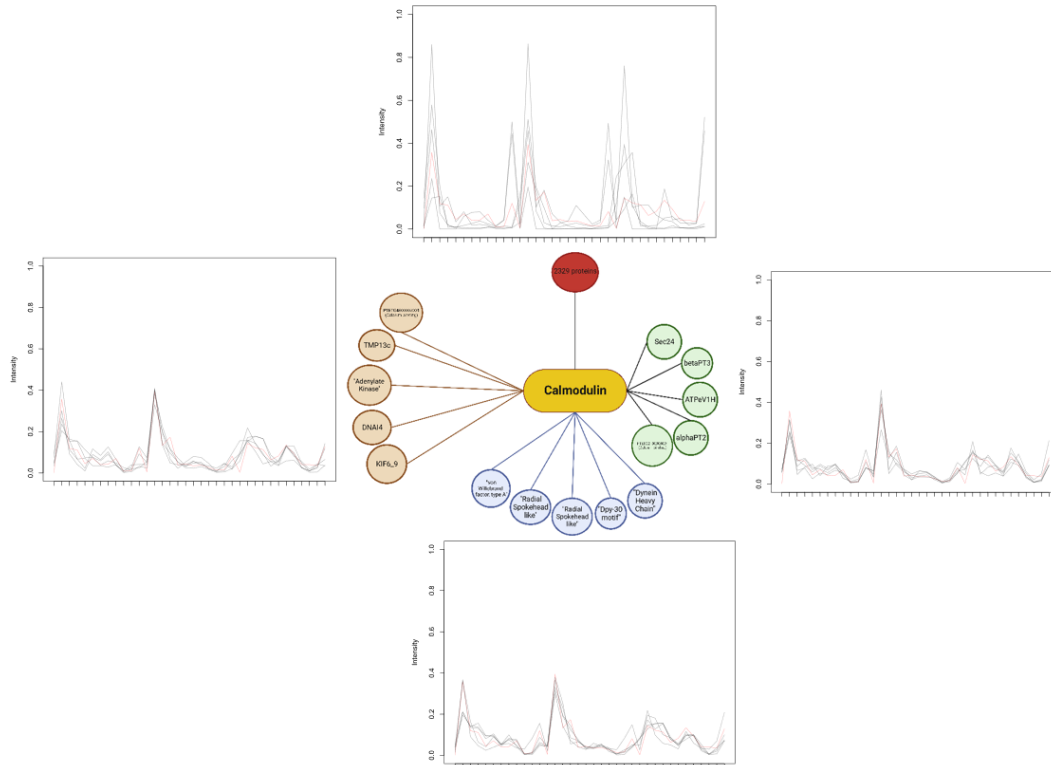 1.0
0.8
0.6
0.4
0.2
0.0
Intensity
2329 proteins
1.0
0.8
0.6
0.4
0.2
0.0
Intensity
TMP13c
"Adenylate
Kinase"
DNAI4
KIF6_9
Calmodulin
Sec24
betaPT3
ATPeV1H
alphaPT2
"von
Willebrand
factor type A"
"Radial
Spokehead
like"
"Radial
Spokehead
like"
"Dpy-30
motif"
"Dynein
Heavy
Chain"
1.0
0.8
0.6
0.4
0.2
0.0
Intensity
1.0
0.8
0.6
0.4
0.2
0.0
Intensity